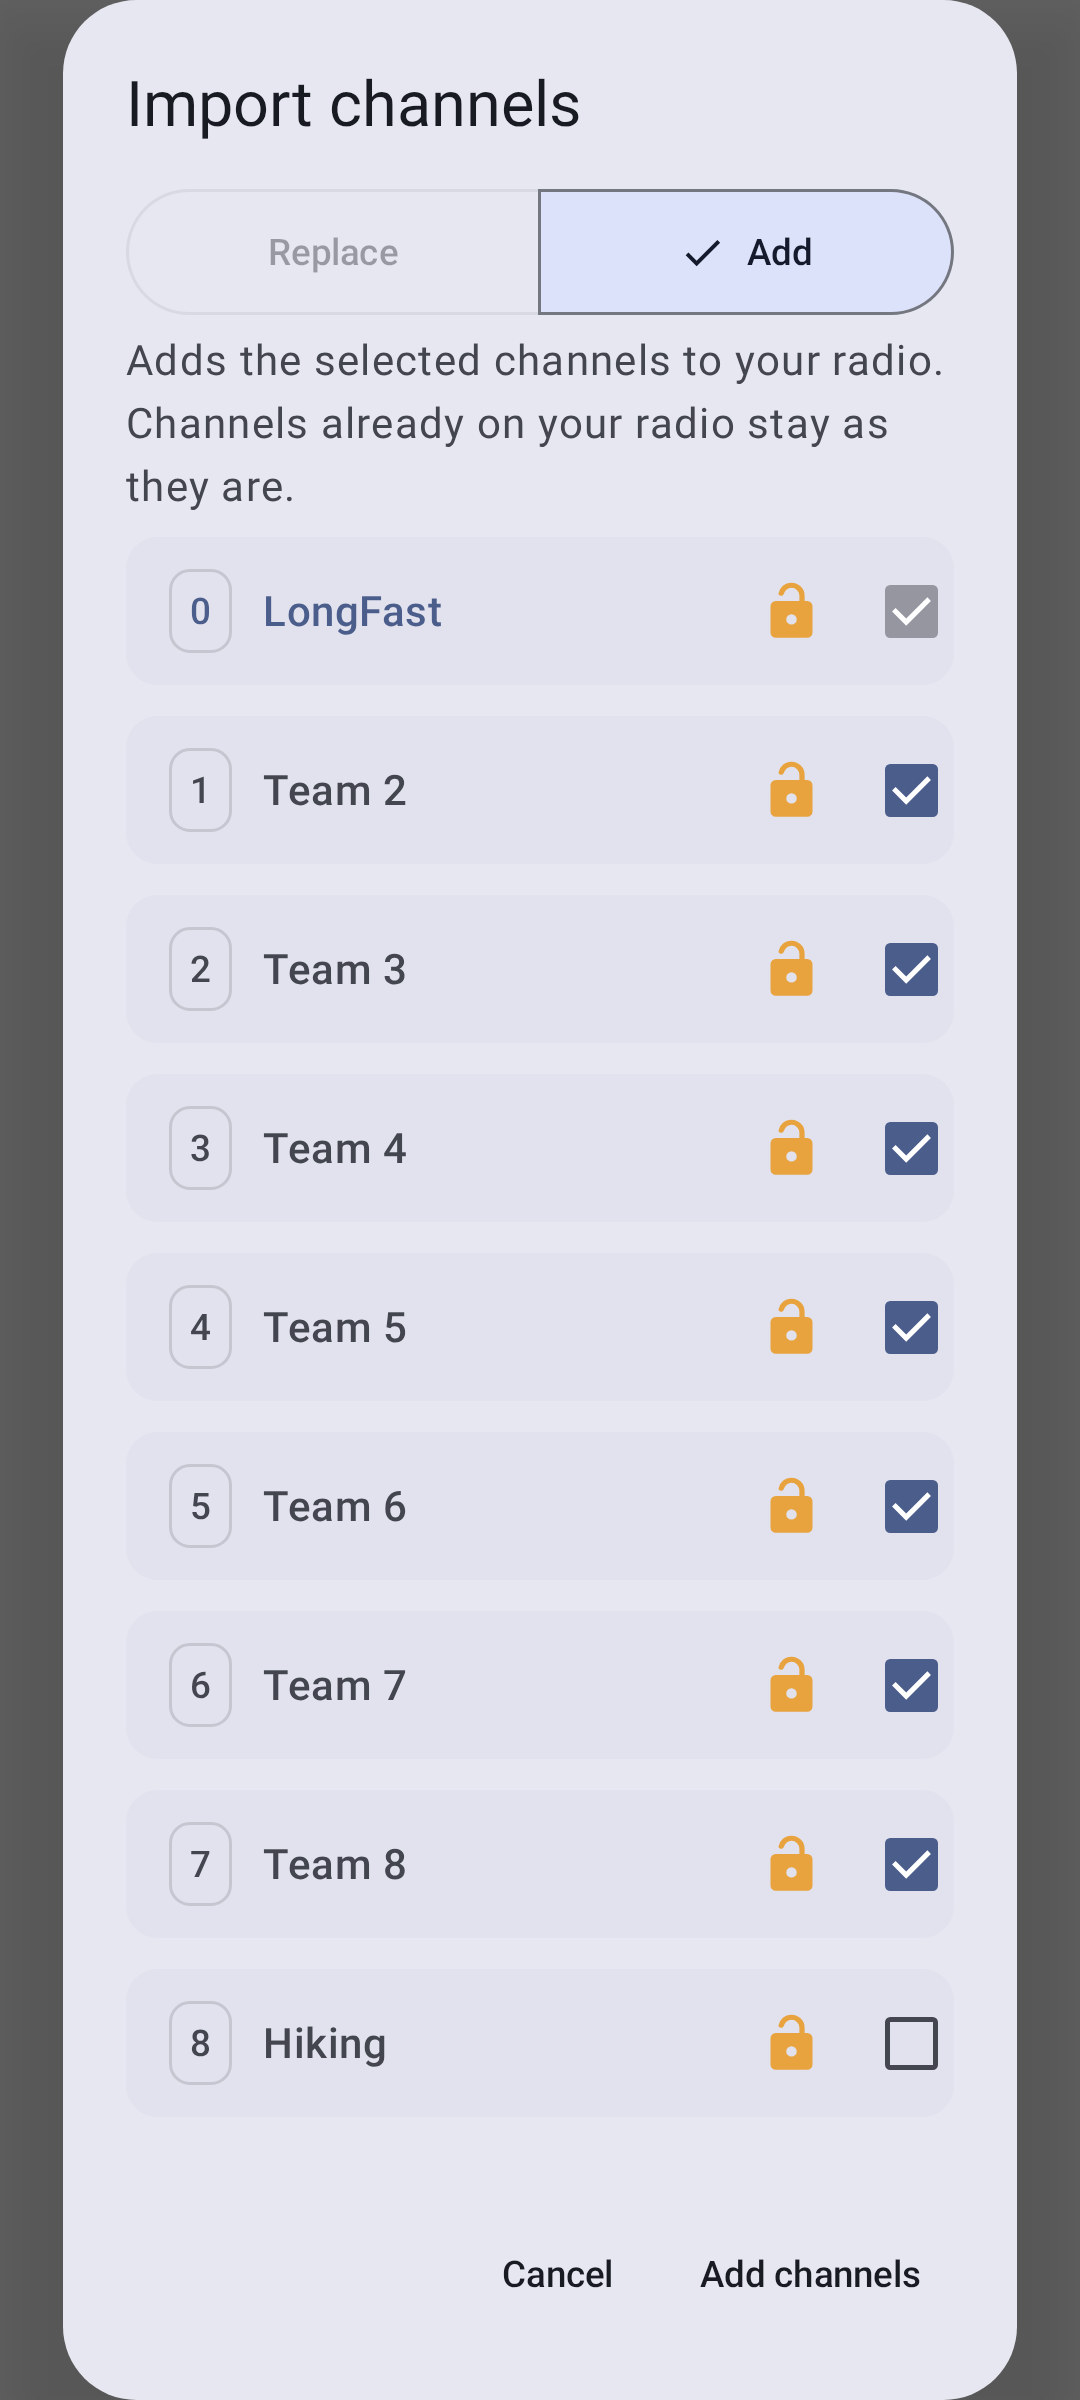 Import channels
Replace
Add
Adds the selected channels to your radio.
Channels already on your radio stay as
they are.
0 LongFast
1 Team 2
2 Team 3
3 Team 4
4 Team 5
5 Team 6
6 Team 7
7 Team 8
8 Hiking
Cancel Add channels